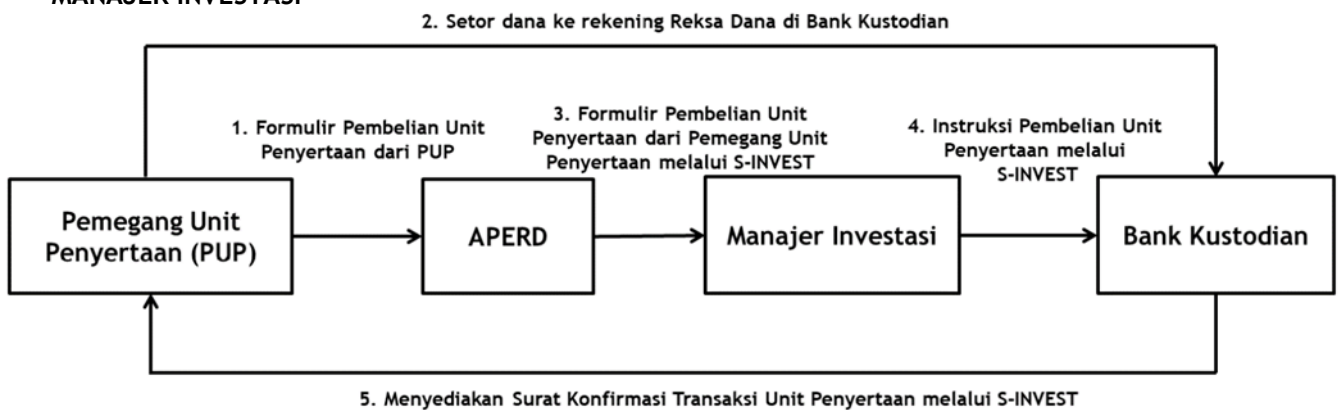 MANAJER INVESTASI
2. Setor dana ke rekening Reksa Dana di Bank Kustodian
1. Formulir Pembelian Unit
Penyertaan dari PUP
3. Formulir Pembelian Unit
Penyertaan dari Pemegang Unit
Penyertaan melalui S-INVEST
4. Instruksi Pembelian Unit
Penyertaan melalui
S-INVEST
Pemegang Unit
Penyertaan (PUP)
APERD
Manajer Investasi
Bank Kustodian
5. Menyediakan Surat Konfirmasi Transaksi Unit Penyertaan melalui S-INVEST